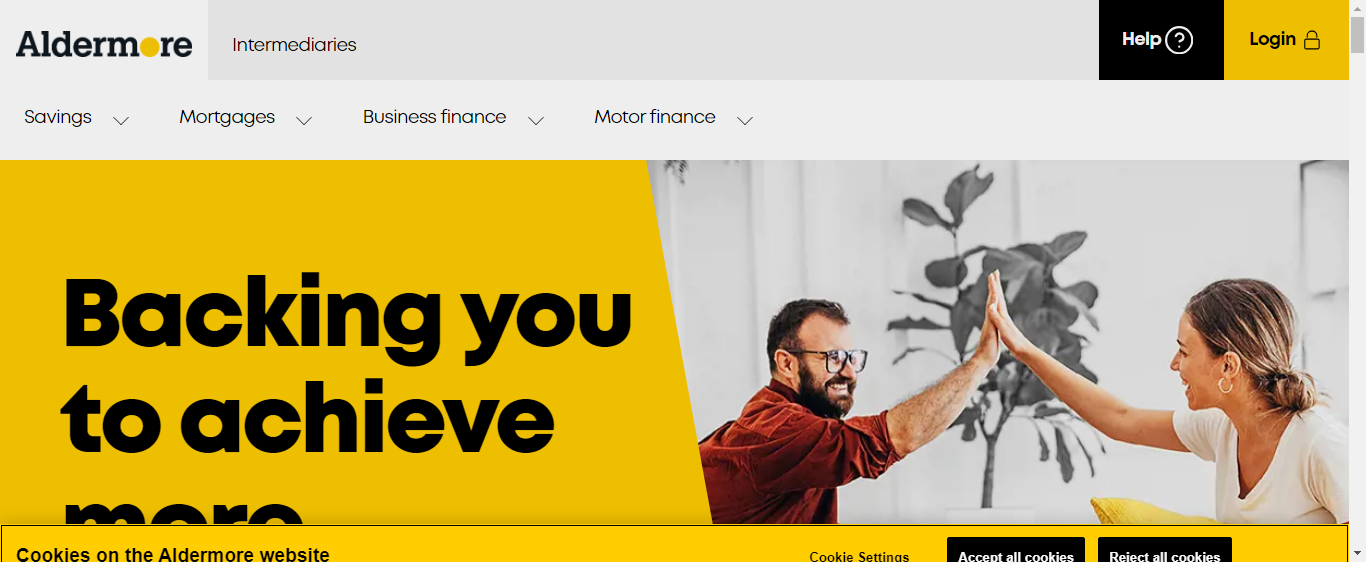 Aldermore
Intermediaries
Help ?
Login
Savings
Mortgages
Business finance
Motor finance
Backing you
to achieve
more
Cookies on the Aldermore website
Cookie Settings
Accept all cookies
Reject all cookies